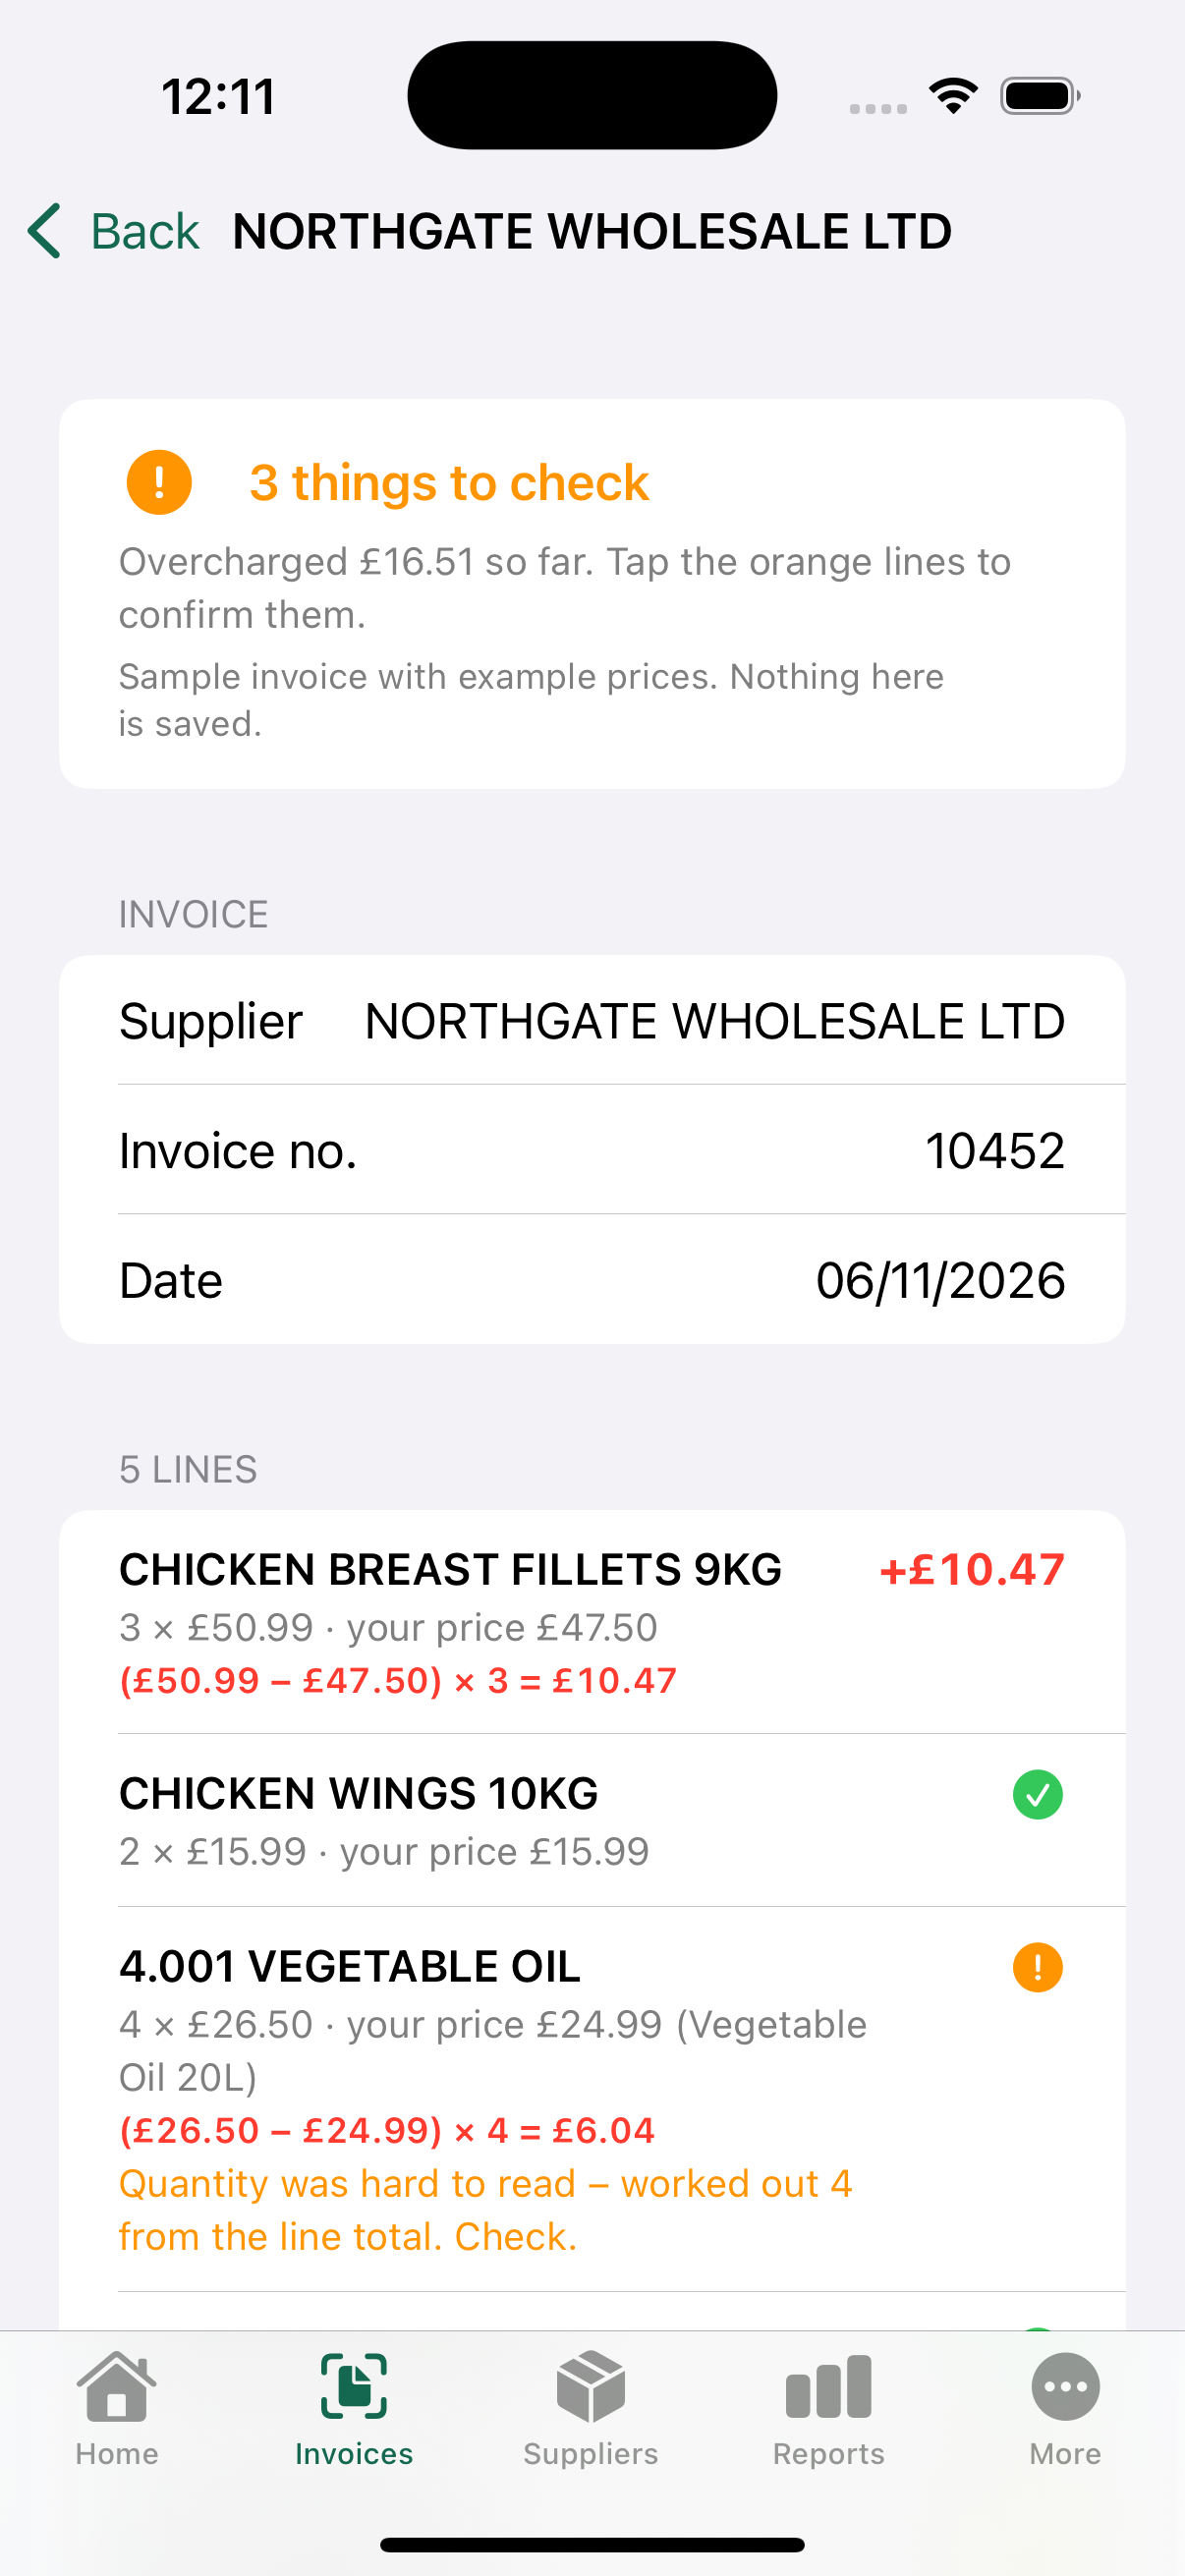 12:11
Back NORTHGATE WHOLESALE LTD
3 things to check
Overcharged £16.51 so far. Tap the orange lines to
confirm them.
Sample invoice with example prices. Nothing here
is saved.
INVOICE
Supplier NORTHGATE WHOLESALE LTD
Invoice no. 10452
Date 06/11/2026
5 LINES
CHICKEN BREAST FILLETS 9KG +£10.47
3 × £50.99 · your price £47.50
(£50.99 – £47.50) × 3 = £10.47
CHICKEN WINGS 10KG
2 × £15.99 · your price £15.99
4.001 VEGETABLE OIL
4 × £26.50 · your price £24.99 (Vegetable
Oil 20L)
(£26.50 – £24.99) × 4 = £6.04
Quantity was hard to read – worked out 4
from the line total. Check.
Home Invoices Suppliers Reports More